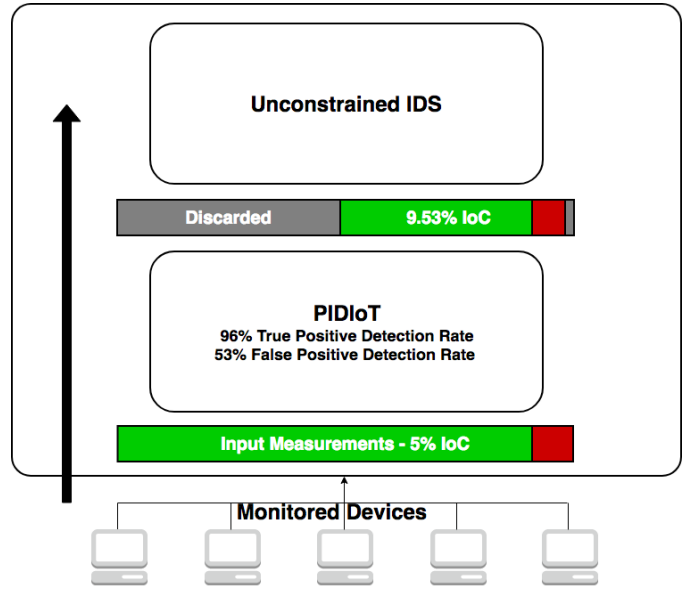 Unconstrained IDS
Discarded
9.53% IoC
PIDIoT
96% True Positive Detection Rate
53% False Positive Detection Rate
Input Measurements - 5% IoC
Monitored Devices